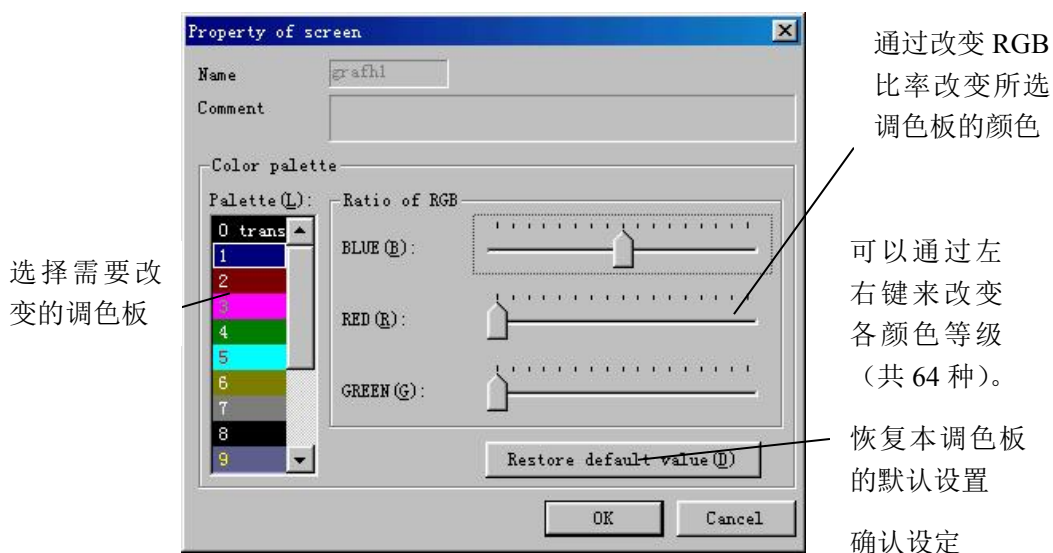 Property of screen
Name
grafhl
Comment
Color palette
Palette(L):
0 trans
1
2
3
4
5
6
7
8
9
Ratio of RGB
BLUE(B):
RED(R):
GREEN(G):
Restore default value(D)
OK
Cancel
选择需要改
变的调色板
通过改变 RGB
比率改变所选
调色板的颜色
可以通过左
右键来改变
各颜色等级
（共 64 种）。
恢复本调色板
的默认设置
确认设定